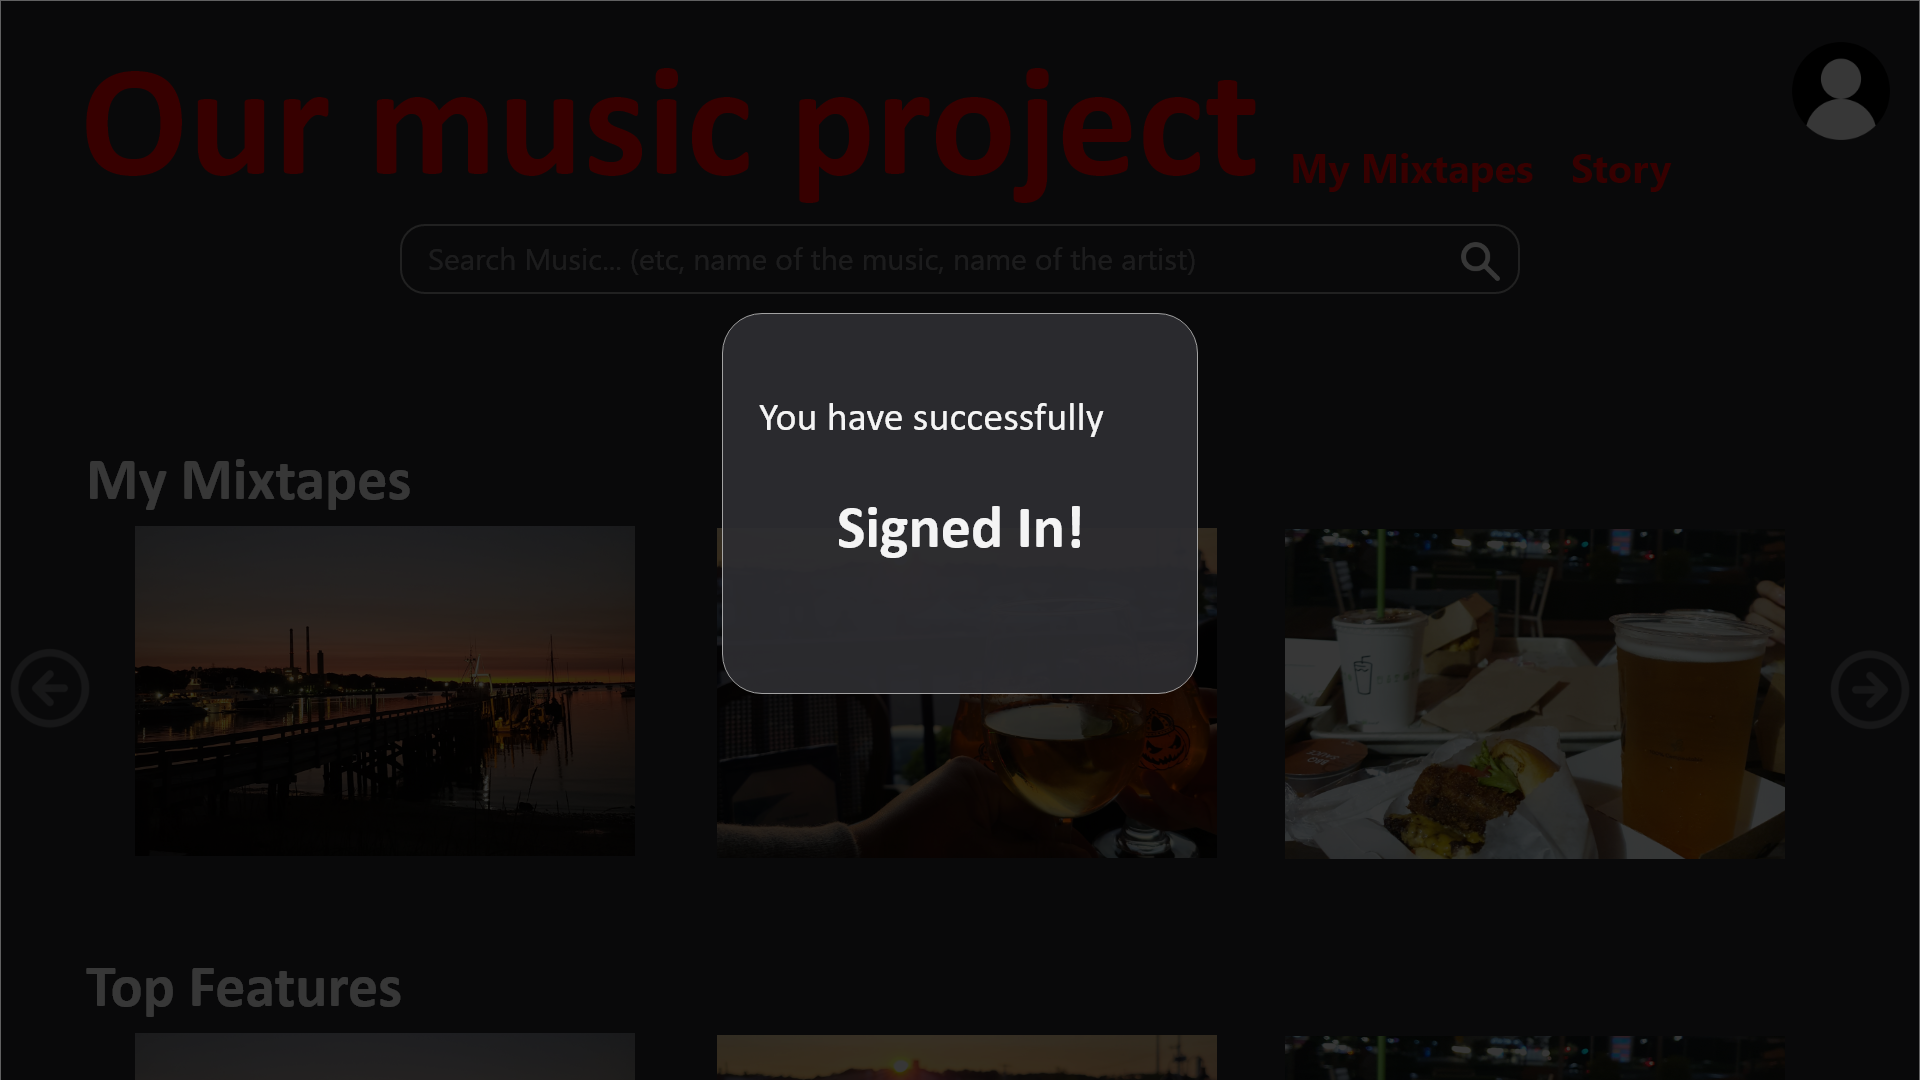 Our music project
My Mixtapes Story
Search Music... (etc, name of the music, name of the artist)
You have successfully
Signed In!
My Mixtapes
Top Features